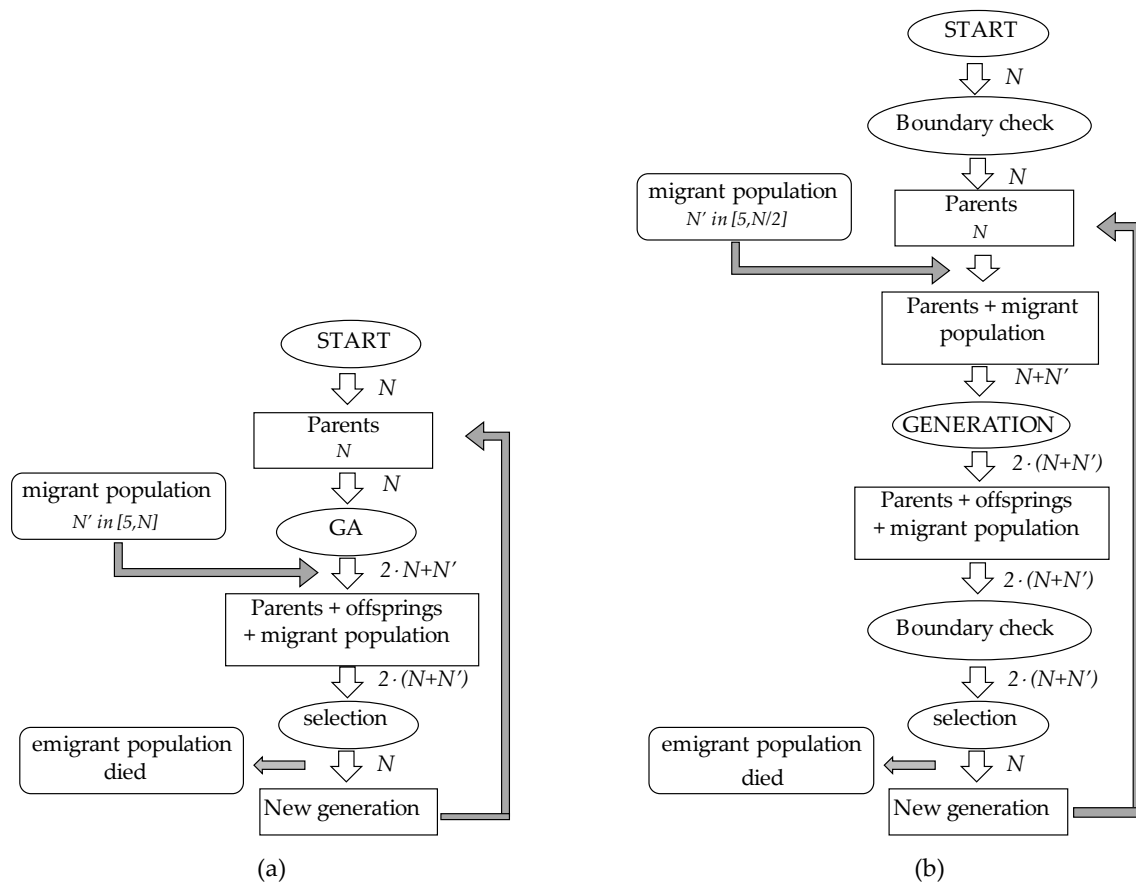 START
N
Parents
N
N
migrant population
N' in [5,N]
GA
2·N+N'
Parents + offsprings
+ migrant population
2·(N+N')
selection
emigrant population
died
N
New generation
(a)
START
N
Boundary check
N
migrant population
N' in [5,N/2]
Parents
N
Parents + migrant
population
N+N'
GENERATION
2·(N+N')
Parents + offsprings
+ migrant population
2·(N+N')
Boundary check
2·(N+N')
selection
emigrant population
died
N
New generation
(b)